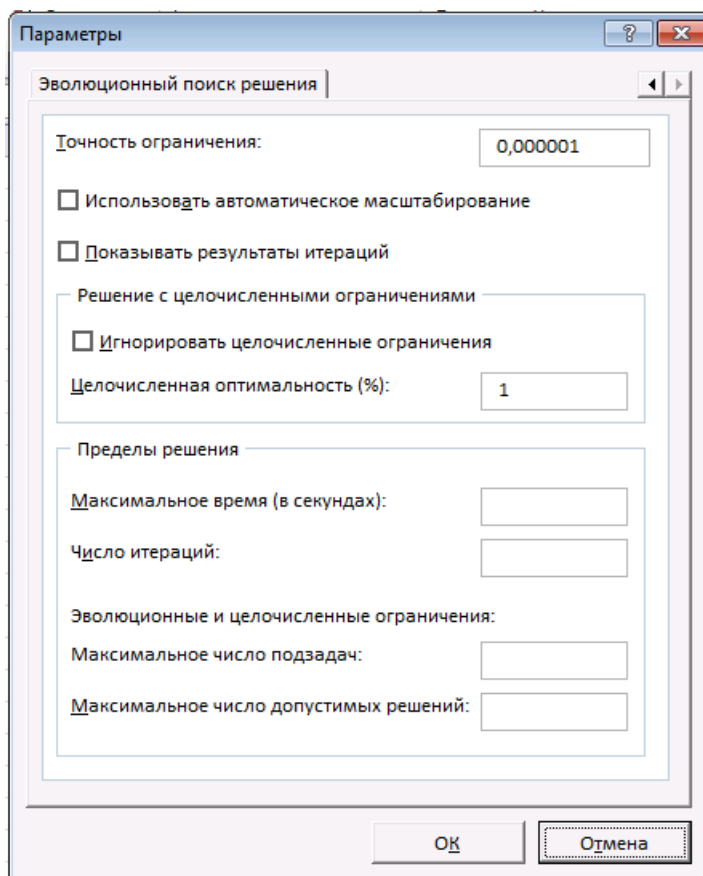 Параметры
Эволюционный поиск решения
Точность ограничения: 0,000001
Использовать автоматическое масштабирование
Показывать результаты итераций
Решение с целочисленными ограничениями
Игнорировать целочисленные ограничения
Целочисленная оптимальность (%): 1
Пределы решения
Максимальное время (в секундах):
Число итераций:
Эволюционные и целочисленные ограничения:
Максимальное число подзадач:
Максимальное число допустимых решений:
ОК Отмена